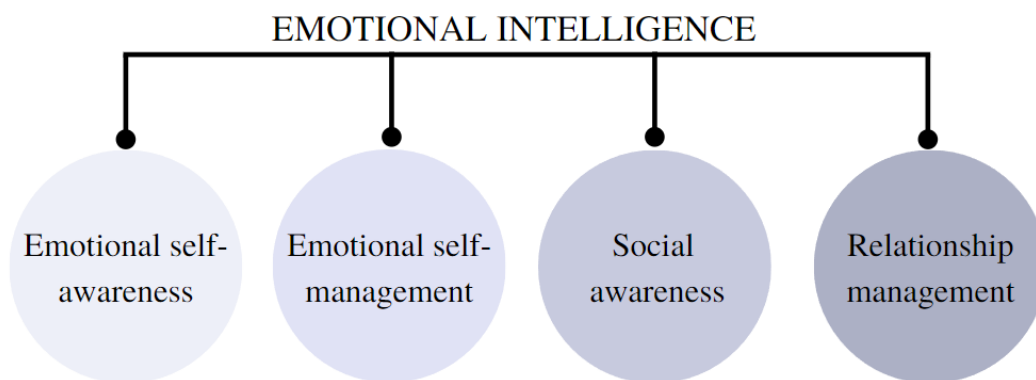 EMOTIONAL INTELLIGENCE
Emotional self-
awareness
Emotional self-
management
Social
awareness
Relationship
management